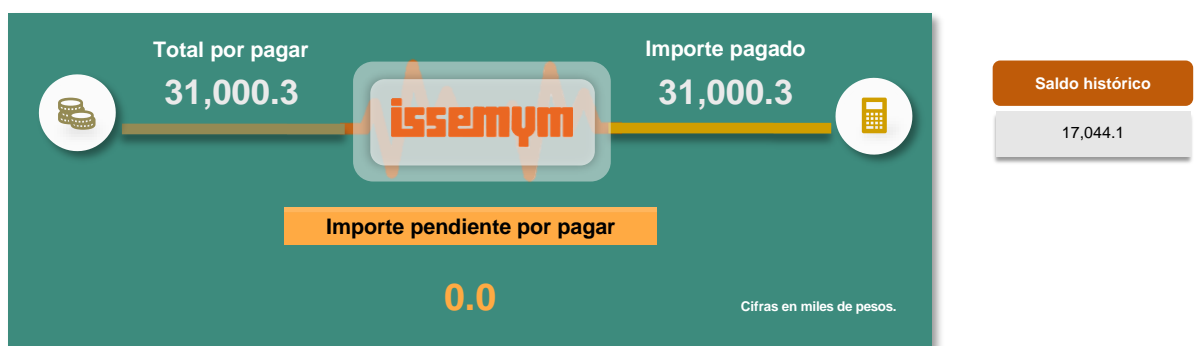 Total por pagar
31,000.3
issemym
Importe pagado
31,000.3
Importe pendiente por pagar
0.0
Cifras en miles de pesos.
Saldo histórico
17,044.1